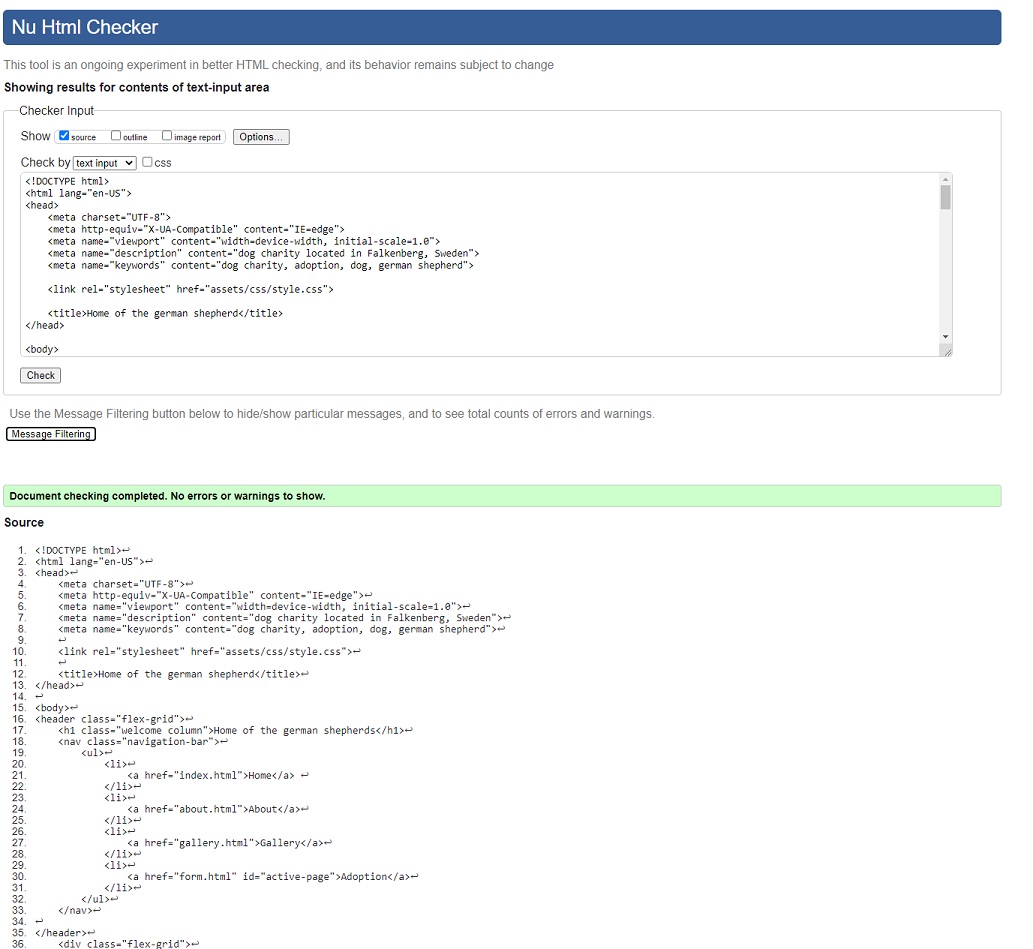 Nu Html Checker
This tool is an ongoing experiment in better HTML checking, and its behavior remains subject to change
Showing results for contents of text-input area
Checker Input
Show source outline image report Options...
Check by text input css
<!DOCTYPE html>
<html lang="en-US">
<head>
    <meta charset="UTF-8">
    <meta http-equiv="X-UA-Compatible" content="IE=edge">
    <meta name="viewport" content="width=device-width, initial-scale=1.0">
    <meta name="description" content="dog charity located in Falkenberg, Sweden">
    <meta name="keywords" content="dog charity, adoption, dog, german shepherd">
    <link rel="stylesheet" href="assets/css/style.css">
    <title>Home of the german shepherd</title>
</head>
<body>
Check
Use the Message Filtering button below to hide/show particular messages, and to see total counts of errors and warnings.
Message Filtering
Document checking completed. No errors or warnings to show.
Source
1. <!DOCTYPE html>↩
2. <html lang="en-US">↩
3. <head>↩
4.     <meta charset="UTF-8">↩
5.     <meta http-equiv="X-UA-Compatible" content="IE=edge">↩
6.     <meta name="viewport" content="width=device-width, initial-scale=1.0">↩
7.     <meta name="description" content="dog charity located in Falkenberg, Sweden">↩
8.     <meta name="keywords" content="dog charity, adoption, dog, german shepherd">↩
9.     ↩
10.     <link rel="stylesheet" href="assets/css/style.css">↩
11.     ↩
12.     <title>Home of the german shepherd</title>↩
13. </head>↩
14. ↩
15. <body>↩
16. <header class="flex-grid">↩
17.     <h1 class="welcome column">Home of the german shepherds</h1>↩
18.     <nav class="navigation-bar">↩
19.         <ul>↩
20.             <li>↩
21.                 <a href="index.html">Home</a> ↩
22.             </li>↩
23.             <li>↩
24.                 <a href="about.html">About</a>↩
25.             </li>↩
26.             <li>↩
27.                 <a href="gallery.html">Gallery</a>↩
28.             </li>↩
29.             <li>↩
30.                 <a href="form.html" id="active-page">Adoption</a>↩
31.             </li>↩
32.         </ul>↩
33.     </nav>↩
34. ↩
35. </header>↩
36.     <div class="flex-grid">↩